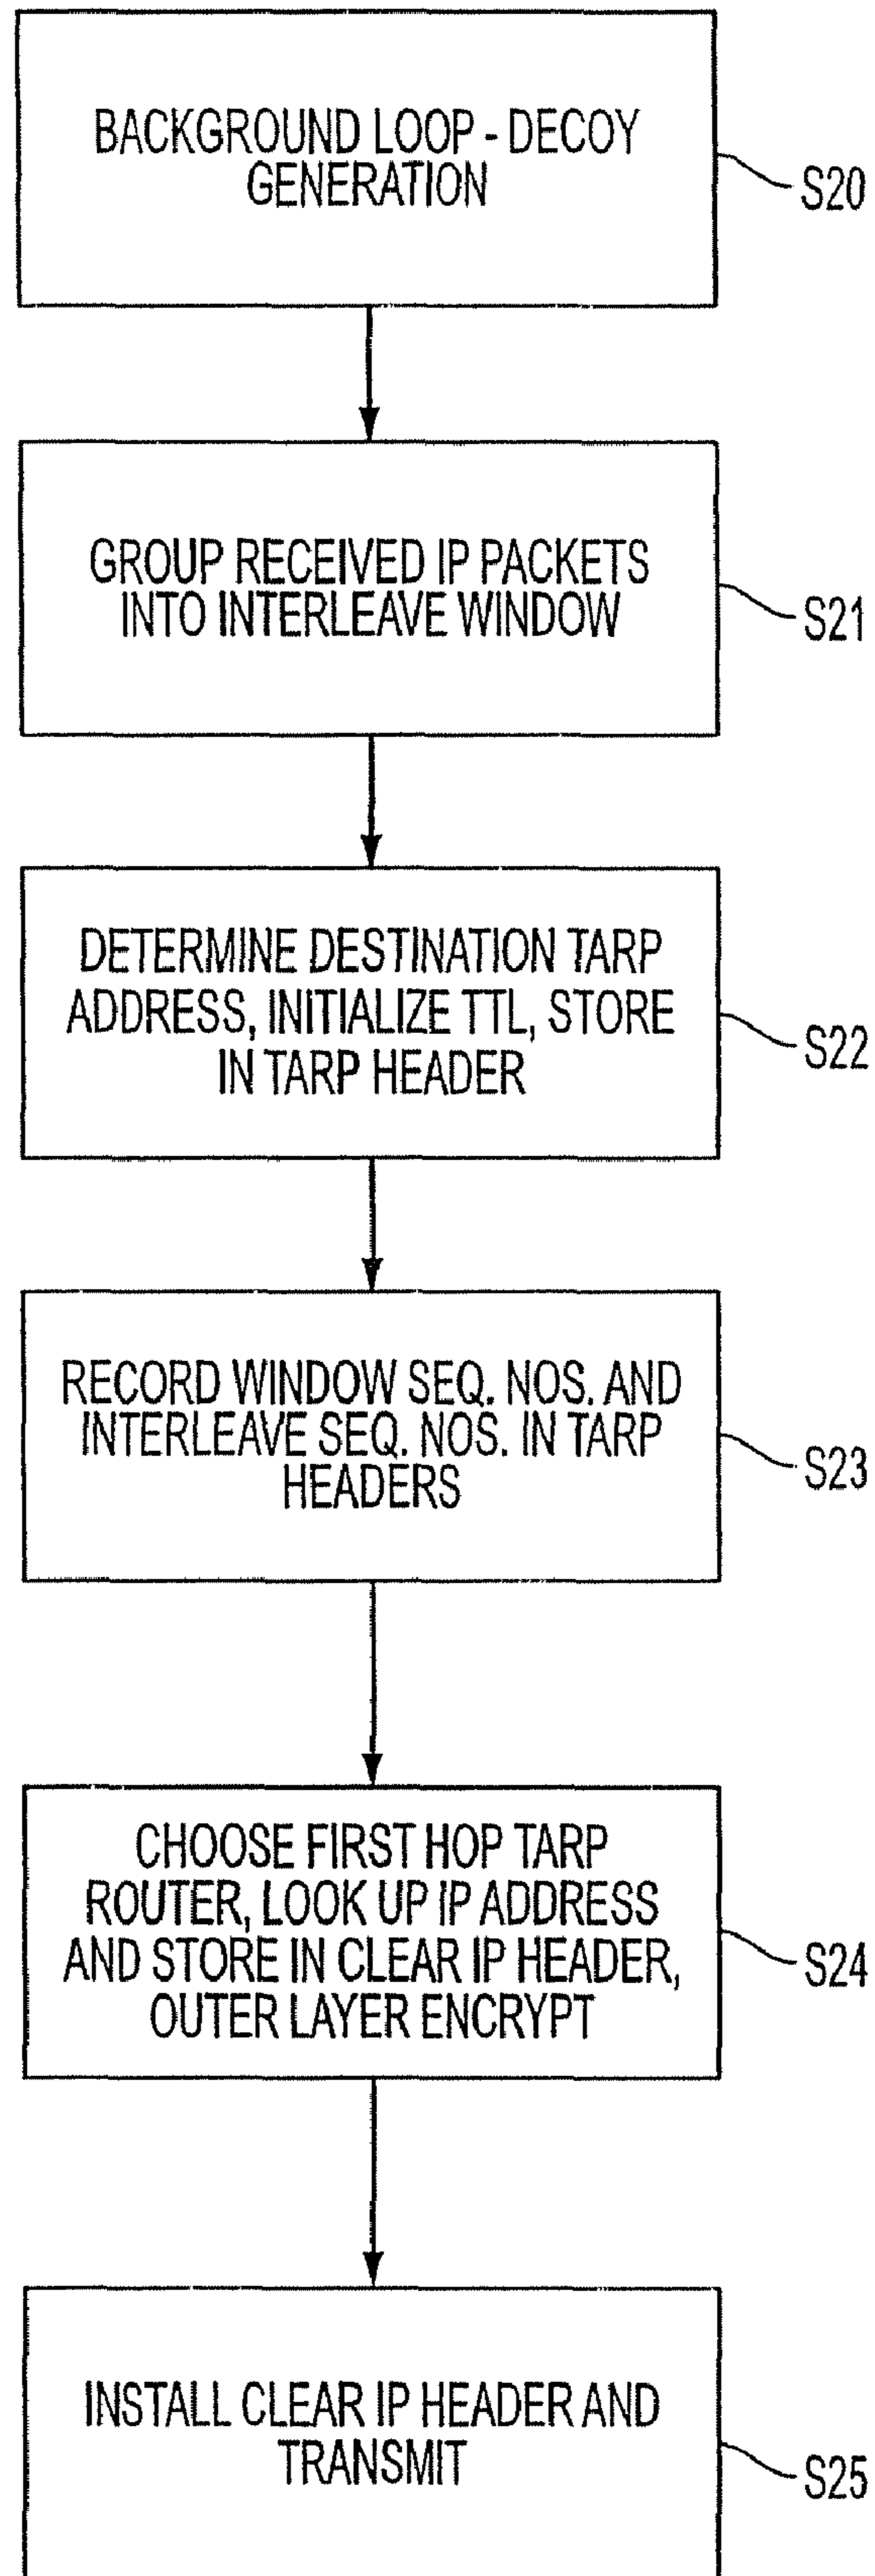 BACKGROUND LOOP - DECOY
GENERATION
S20
GROUP RECEIVED IP PACKETS
INTO INTERLEAVE WINDOW
S21
DETERMINE DESTINATION TARP
ADDRESS, INITIALIZE TTL, STORE
IN TARP HEADER
S22
RECORD WINDOW SEQ. NOS. AND
INTERLEAVE SEQ. NOS. IN TARP
HEADERS
S23
CHOOSE FIRST HOP TARP
ROUTER, LOOK UP IP ADDRESS
AND STORE IN CLEAR IP HEADER,
OUTER LAYER ENCRYPT
S24
INSTALL CLEAR IP HEADER AND
TRANSMIT
S25